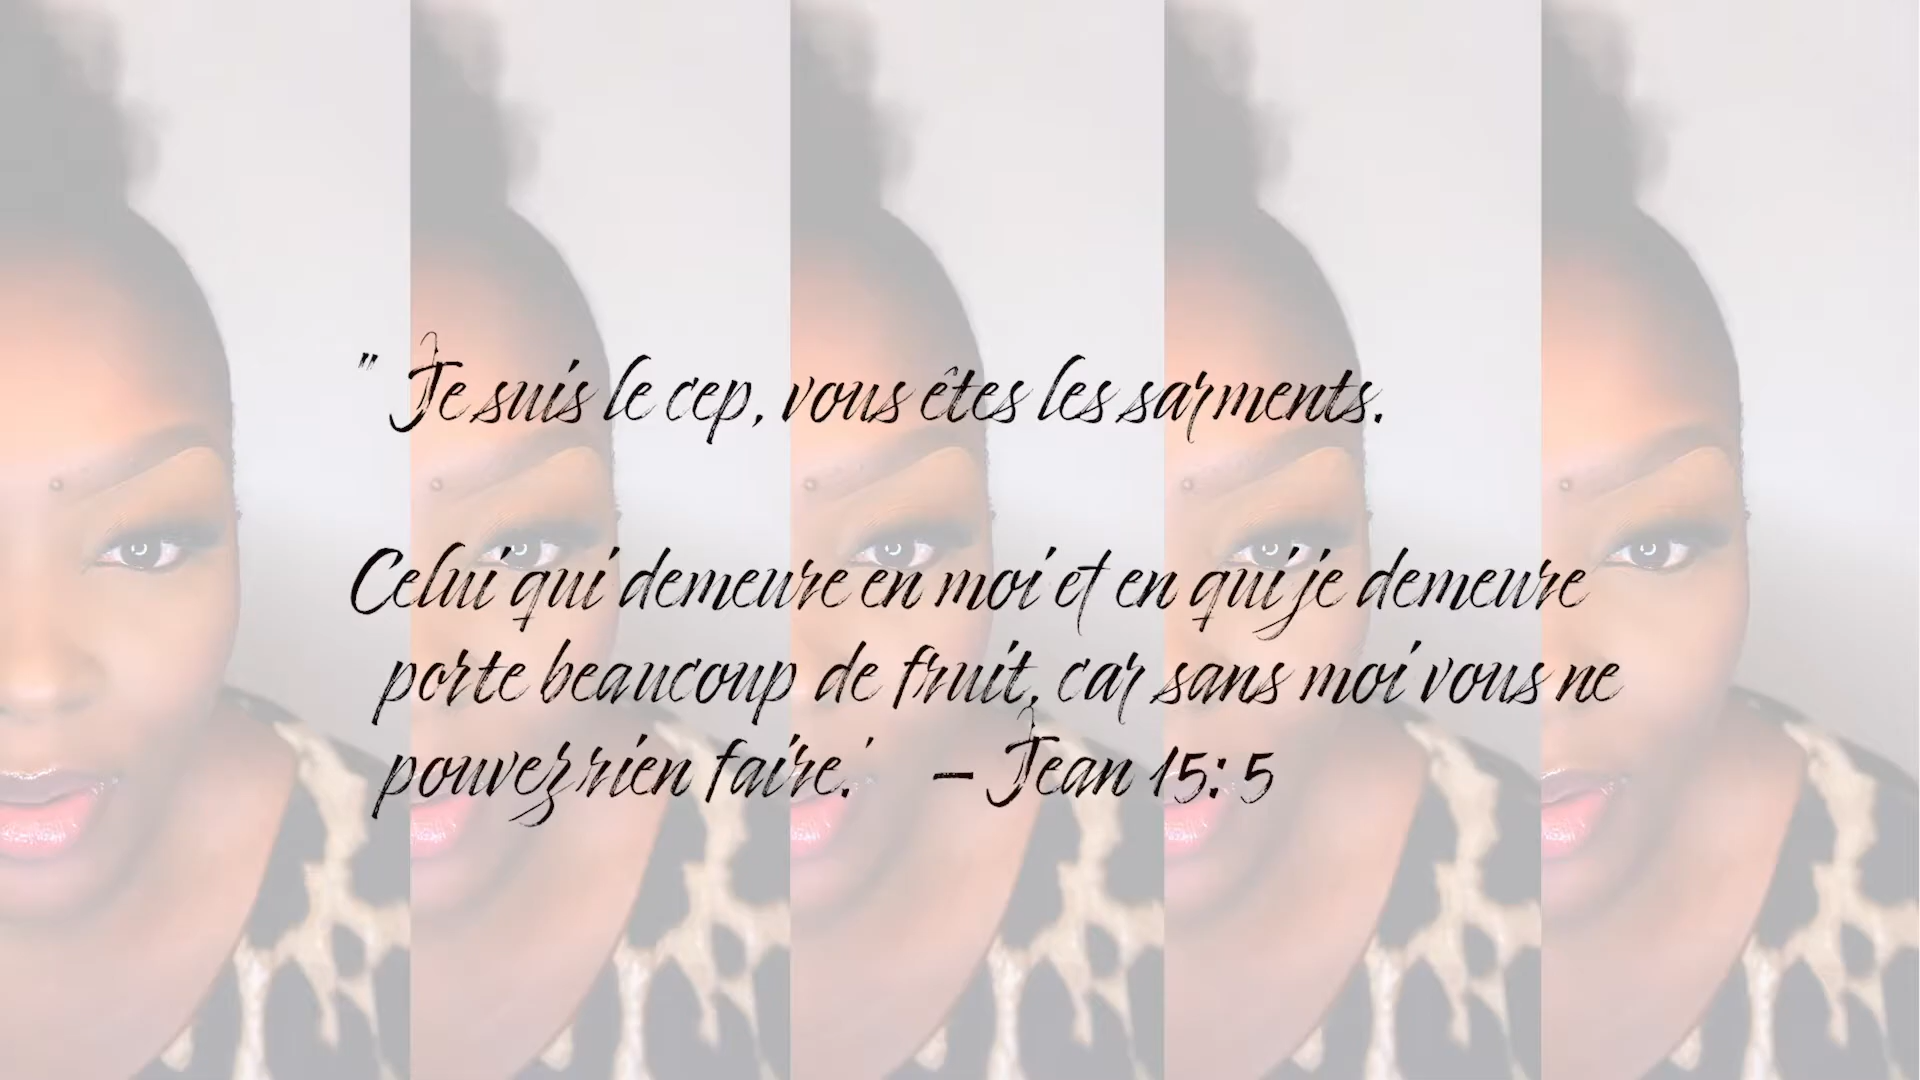 " Je suis le cep, vous êtes les sarments.
Celui qui demeure en moi et en qui je demeure
porte beaucoup de fruit, car sans moi vous ne
pouvez rien faire.' – Jean 15: 5